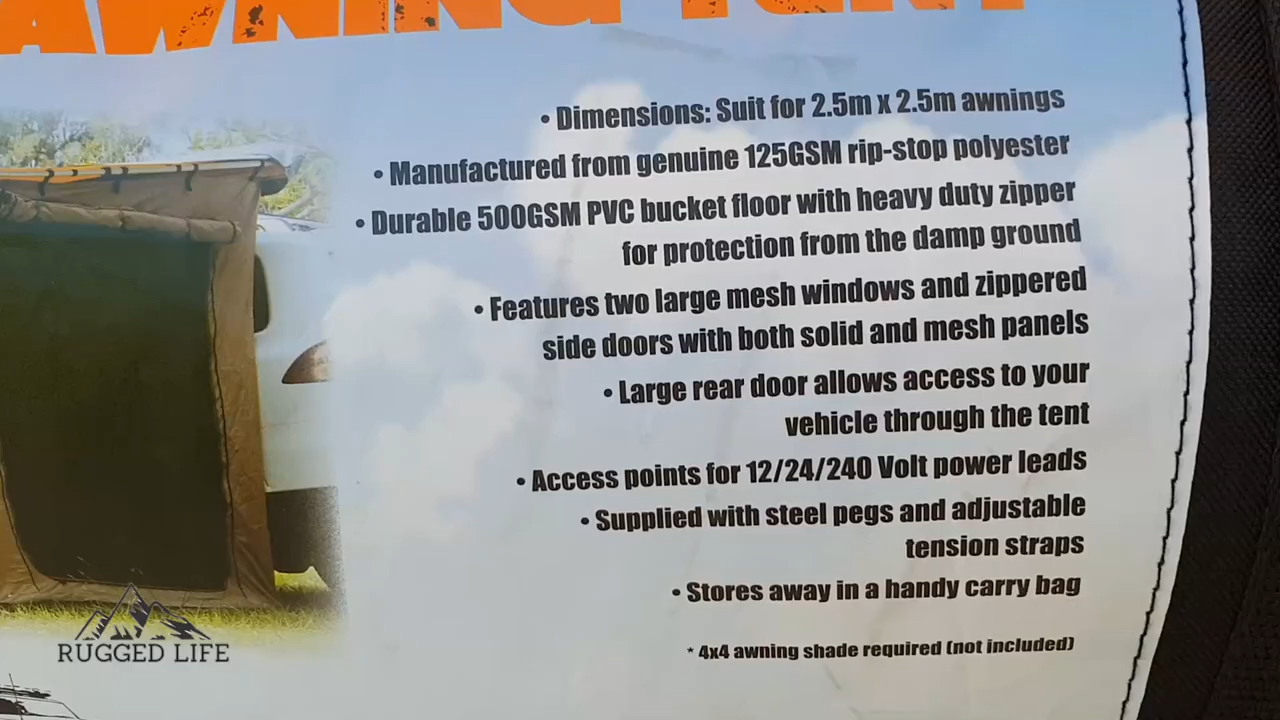 AWNING TENT
• Dimensions: Suit for 2.5m x 2.5m awnings
• Manufactured from genuine 125GSM rip-stop polyester
• Durable 500GSM PVC bucket floor with heavy duty zipper
for protection from the damp ground
• Features two large mesh windows and zippered
side doors with both solid and mesh panels
• Large rear door allows access to your
vehicle through the tent
• Access points for 12/24/240 Volt power leads
• Supplied with steel pegs and adjustable
tension straps
• Stores away in a handy carry bag
* 4x4 awning shade required (not included)
RUGGED LIFE